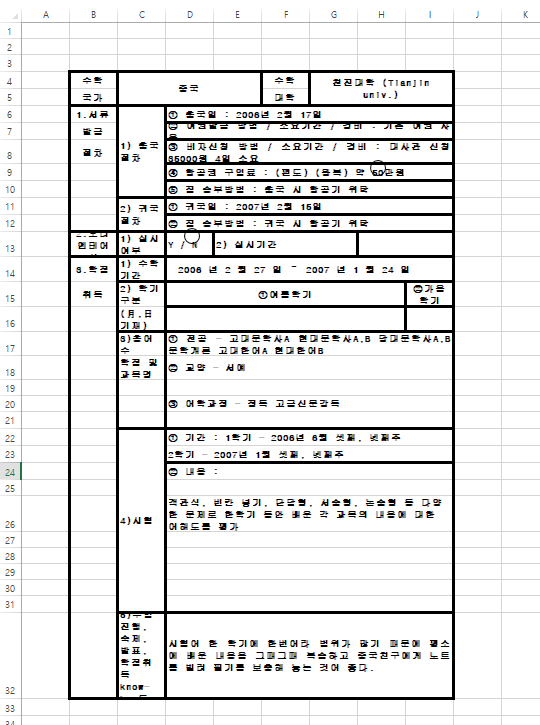 A B C D E F G H I J K
1
2
3
4 수학 중국 수학 천진대학 (Tianjin
5 국가 대학 univ.)
6 1.서류 ① 출국일 : 2006년 2월 17일
7 발급 ② 여권발급 방법 / 소요기간 / 경비 : 기존 여권 사
8 절차 1) 출국 절차 ③ 비자신청 방법 / 소요기간 / 경비 : 대사관 신청
35000원 4일 소요
9 ④ 항공권 구입료 : (편도) (왕복) 약 50만원
10 ⑤ 짐 송부방법 : 출국 시 항공기 위탁
11 2) 귀국 ① 귀국일 : 2007년 2월 15일
12 절차 ② 짐 송부방법 : 귀국 시 항공기 위탁
13 엔테이 1) 실시 여부 Y / N 2) 실시기간
14 3.학점 1) 수학 기간 2006 년 2 월 27 일 ~ 2007 년 1 월 24 일
15 취득 2) 학기 구분 ①여름학기 ②가을 학기
16 (월,일 기재)
17 3)총이수 ① 전공 - 고대문학사A 현대문학사A,B 당대문학사A,B
문학개론 고대한어A 현대한어B
18 학점 및 과목명 ② 교양 - 서예
19
20 ③ 어학과정 - 정독 고급신문강독
21
22 ① 기간 : 1학기 - 2006년 6월 셋째, 넷째주
23 2학기 - 2007년 1월 셋째, 넷째주
24 ② 내용 :
25
26 4)시험 객관식, 빈칸 넣기, 단답형, 서술형, 논술형 등 다양
한 문제로 한학기 동안 배운 각 과목의 내용에 대한
이해도를 평가
27
28
29
30
31
진행,
숙제,
발표, 시험이 한 학기에 한번이라 범위가 많기 때문에 평소
학점취 에 배운 내용을 그때그때 복습하고 중국친구에게 노트
득 를 빌려 필기를 보충해 놓는 것이 좋다.
32 know-
33
34